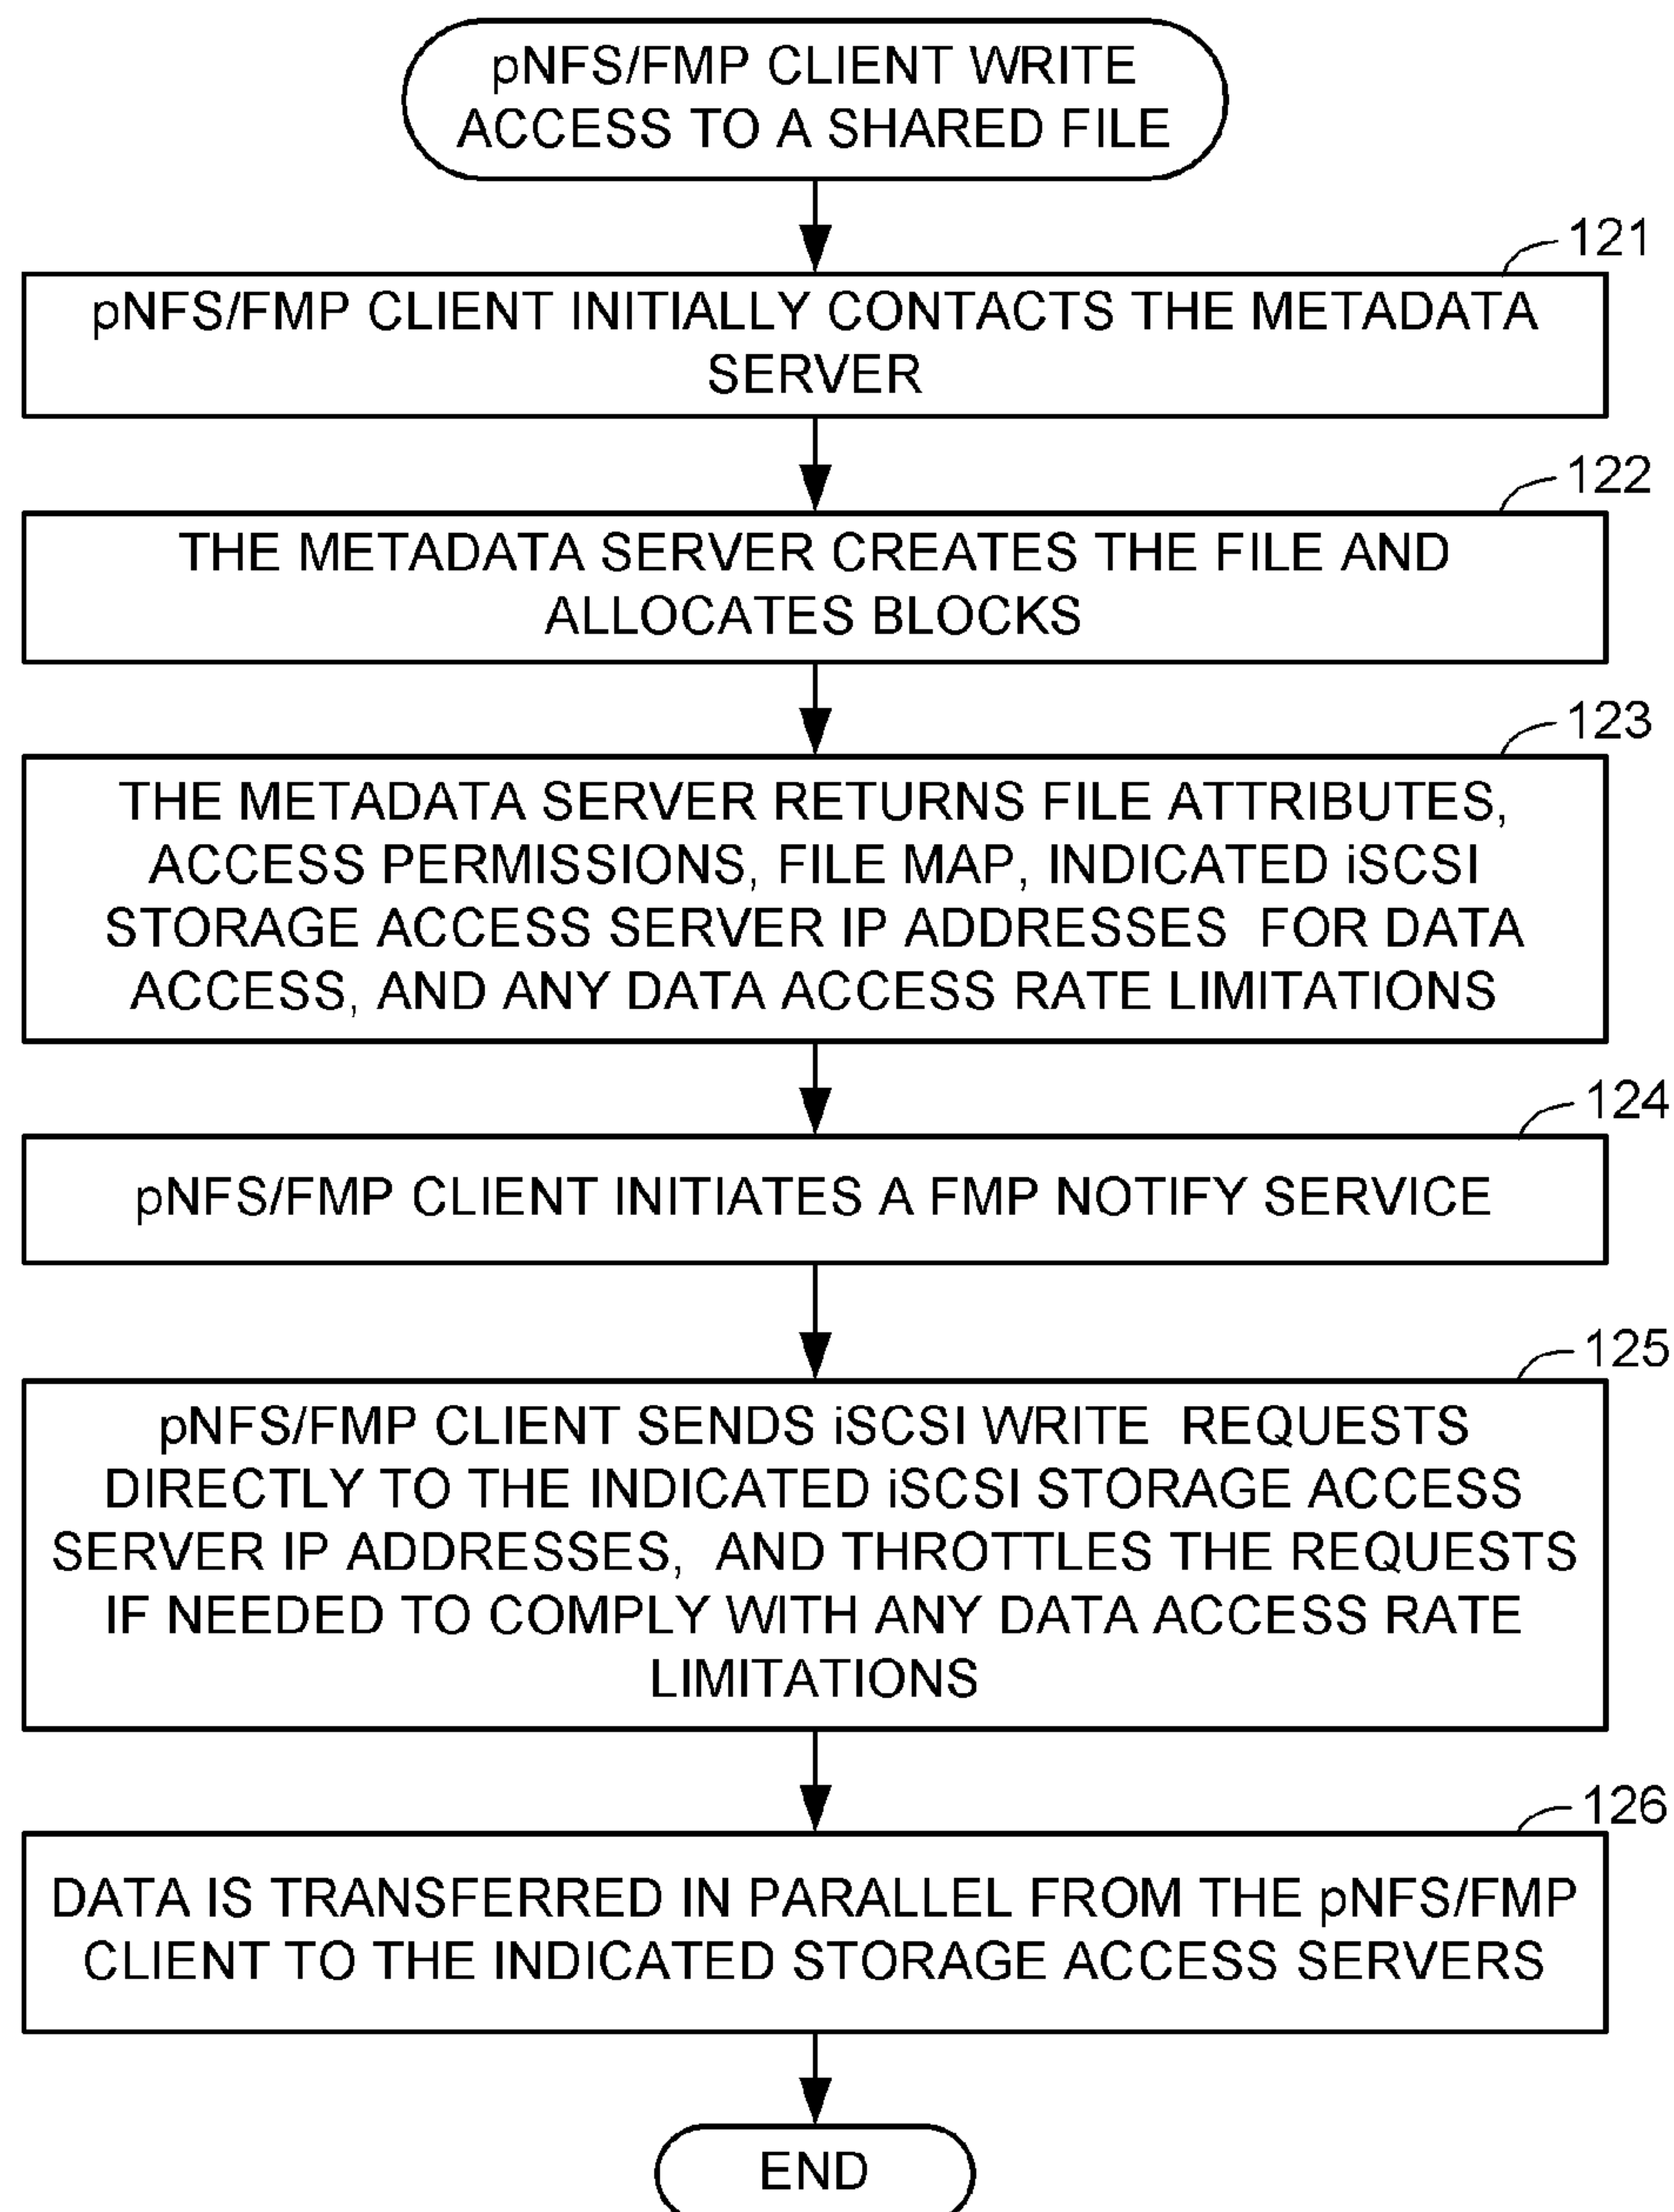 pNFS/FMP CLIENT WRITE
ACCESS TO A SHARED FILE
121
pNFS/FMP CLIENT INITIALLY CONTACTS THE METADATA
SERVER
122
THE METADATA SERVER CREATES THE FILE AND
ALLOCATES BLOCKS
123
THE METADATA SERVER RETURNS FILE ATTRIBUTES,
ACCESS PERMISSIONS, FILE MAP, INDICATED iSCSI
STORAGE ACCESS SERVER IP ADDRESSES FOR DATA
ACCESS, AND ANY DATA ACCESS RATE LIMITATIONS
124
pNFS/FMP CLIENT INITIATES A FMP NOTIFY SERVICE
125
pNFS/FMP CLIENT SENDS iSCSI WRITE REQUESTS
DIRECTLY TO THE INDICATED iSCSI STORAGE ACCESS
SERVER IP ADDRESSES, AND THROTTLES THE REQUESTS
IF NEEDED TO COMPLY WITH ANY DATA ACCESS RATE
LIMITATIONS
126
DATA IS TRANSFERRED IN PARALLEL FROM THE pNFS/FMP
CLIENT TO THE INDICATED STORAGE ACCESS SERVERS
END